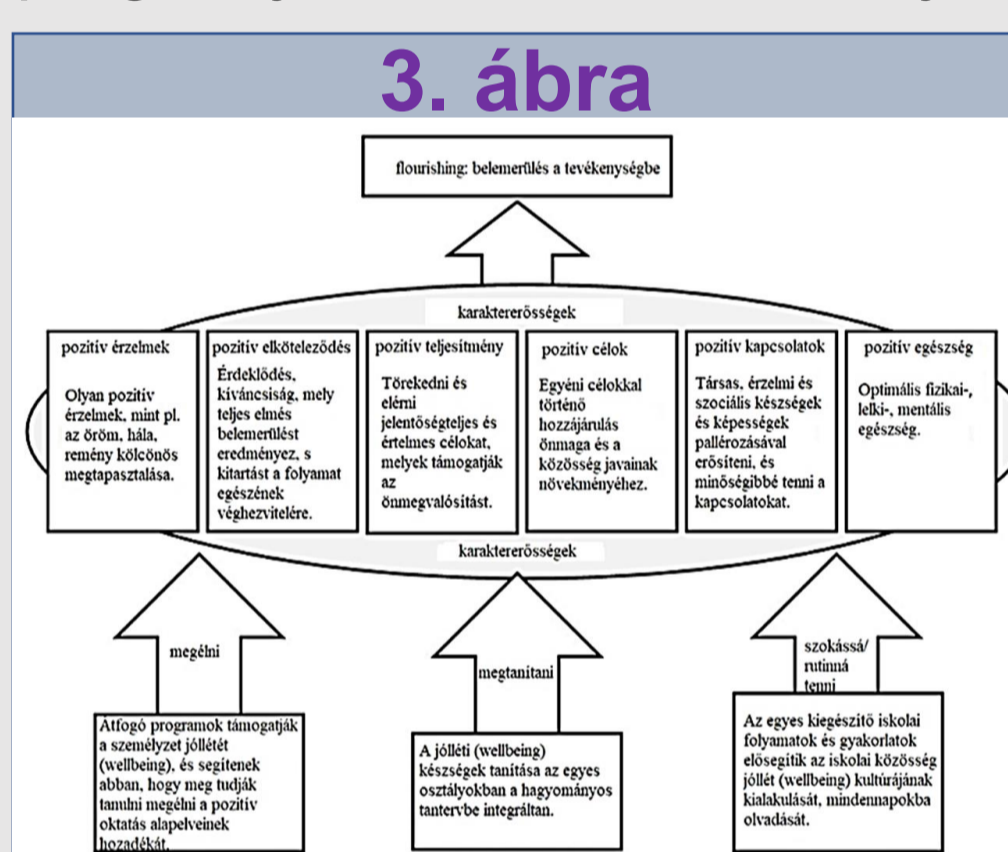 3. ábra
flourishing: belemerülés a tevékenységbe
karaktererősségek
pozitív érzelmek
Olyan pozitív
érzelmek, mint pl.
az öröm, hála,
remény kölcsönös
megtapasztalása.
pozitív elköteleződés
Érdeklődés,
kíváncsiság, mely
teljes elmés
belemerülést
eredményez, s
kitartást a folyamat
egészének
véghezvitelére.
pozitív teljesítmény
Törekedni és
elérni
jelentőségteljes és
értelmes célokat,
melyek támogatják
az
önmegvalósítást.
pozitív célok
Egyéni célokkal
történő
hozzájárulás
önmaga és a
közösség javainak
növekményéhez.
pozitív kapcsolatok
Társas, érzelmi és
szociális készségek
és képességek
pallérozásával
erősíteni, és
minőségibbé tenni a
kapcsolatokat.
pozitív egészség
Optimális fizikai-,
lelki-, mentális
egészség.
karaktererősségek
megélni
megtanítani
szokássá/
rutinná
tenni
Átfogó programok támogatják
a személyzet jóllétét
(wellbeing), és segítenek
abban, hogy meg tudják
tanulni megélni a pozitív
oktatás alapelveinek
hozadékát.
A jólléti (wellbeing)
készségek tanítása az egyes
osztályokban a hagyományos
tantervbe integráltan.
Az egyes kiegészítő iskolai
folyamatok és gyakorlatok
elősegítik az iskolai közösség
jóllét (wellbeing) kultúrájának
kialakulását, mindennapokba
olvadását.